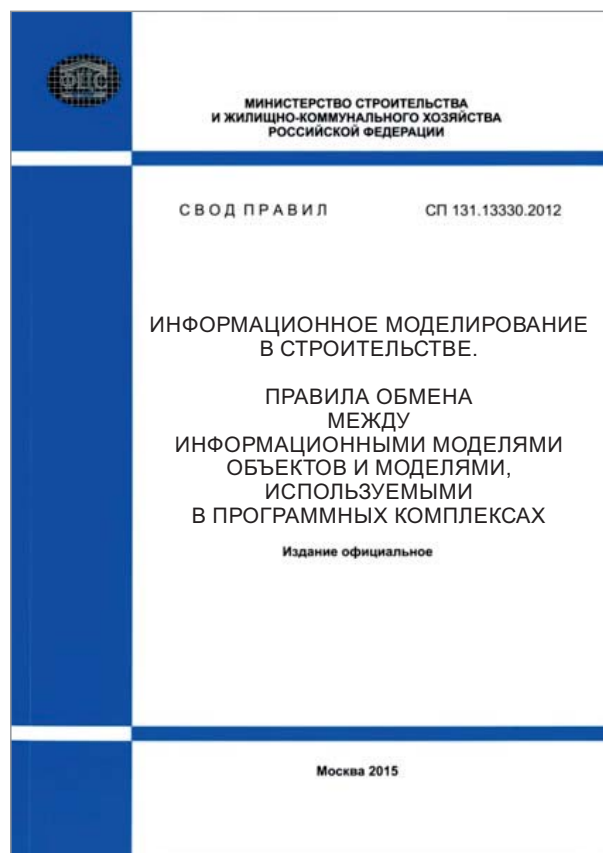 ФЦС
МИНИСТЕРСТВО СТРОИТЕЛЬСТВА
И ЖИЛИЩНО-КОММУНАЛЬНОГО ХОЗЯЙСТВА
РОССИЙСКОЙ ФЕДЕРАЦИИ
СВОД ПРАВИЛ СП 131.13330.2012
ИНФОРМАЦИОННОЕ МОДЕЛИРОВАНИЕ
В СТРОИТЕЛЬСТВЕ.
ПРАВИЛА ОБМЕНА
МЕЖДУ
ИНФОРМАЦИОННЫМИ МОДЕЛЯМИ
ОБЪЕКТОВ И МОДЕЛЯМИ,
ИСПОЛЬЗУЕМЫМИ
В ПРОГРАММНЫХ КОМПЛЕКСАХ
Издание официальное
Москва 2015